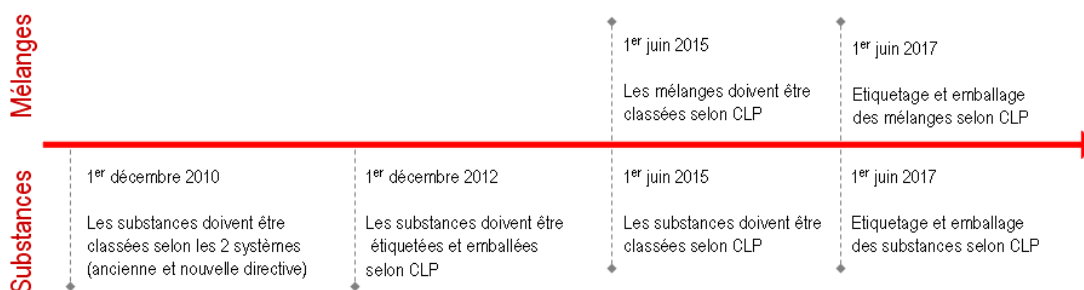 Mélanges
1er juin 2015
Les mélanges doivent être
classées selon CLP
1er juin 2017
Etiquetage et emballage
des mélanges selon CLP
Substances
1er décembre 2010
Les substances doivent être
classées selon les 2 systèmes
(ancienne et nouvelle directive)
1er décembre 2012
Les substances doivent être
étiquetées et emballées
selon CLP
1er juin 2015
Les substances doivent être
classées selon CLP
1er juin 2017
Etiquetage et emballage
des substances selon CLP